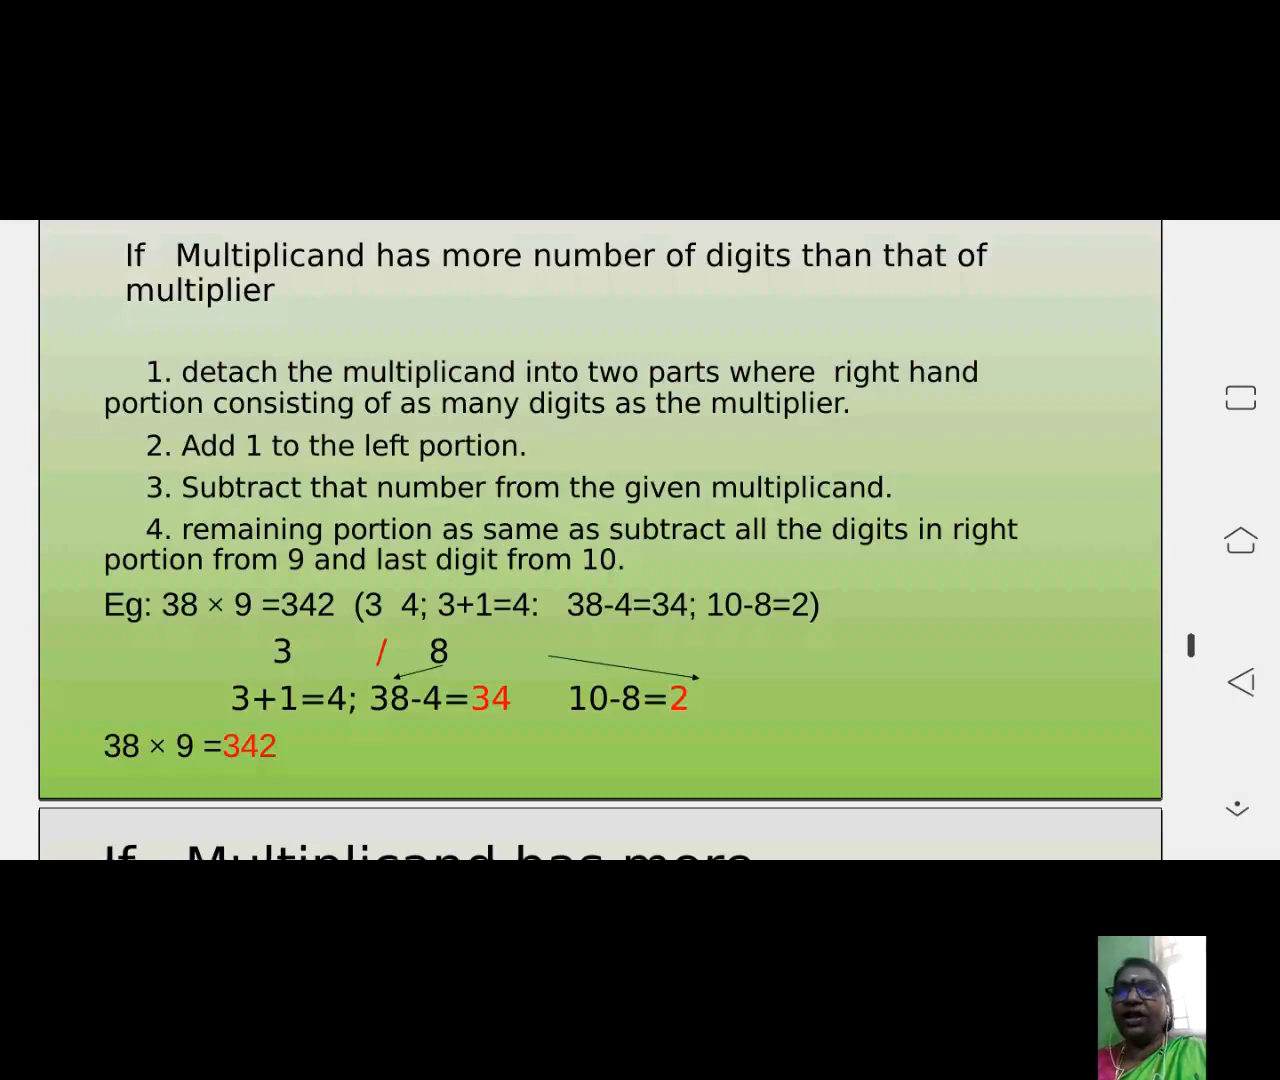 If Multiplicand has more number of digits than that of
multiplier
1. detach the multiplicand into two parts where right hand
portion consisting of as many digits as the multiplier.
2. Add 1 to the left portion.
3. Subtract that number from the given multiplicand.
4. remaining portion as same as subtract all the digits in right
portion from 9 and last digit from 10.
Eg: 38 × 9 =342 (3 4; 3+1=4: 38-4=34; 10-8=2)
3 / 8
3+1=4; 38-4=34 10-8=2
38 × 9 =342
If Multiplicand has more